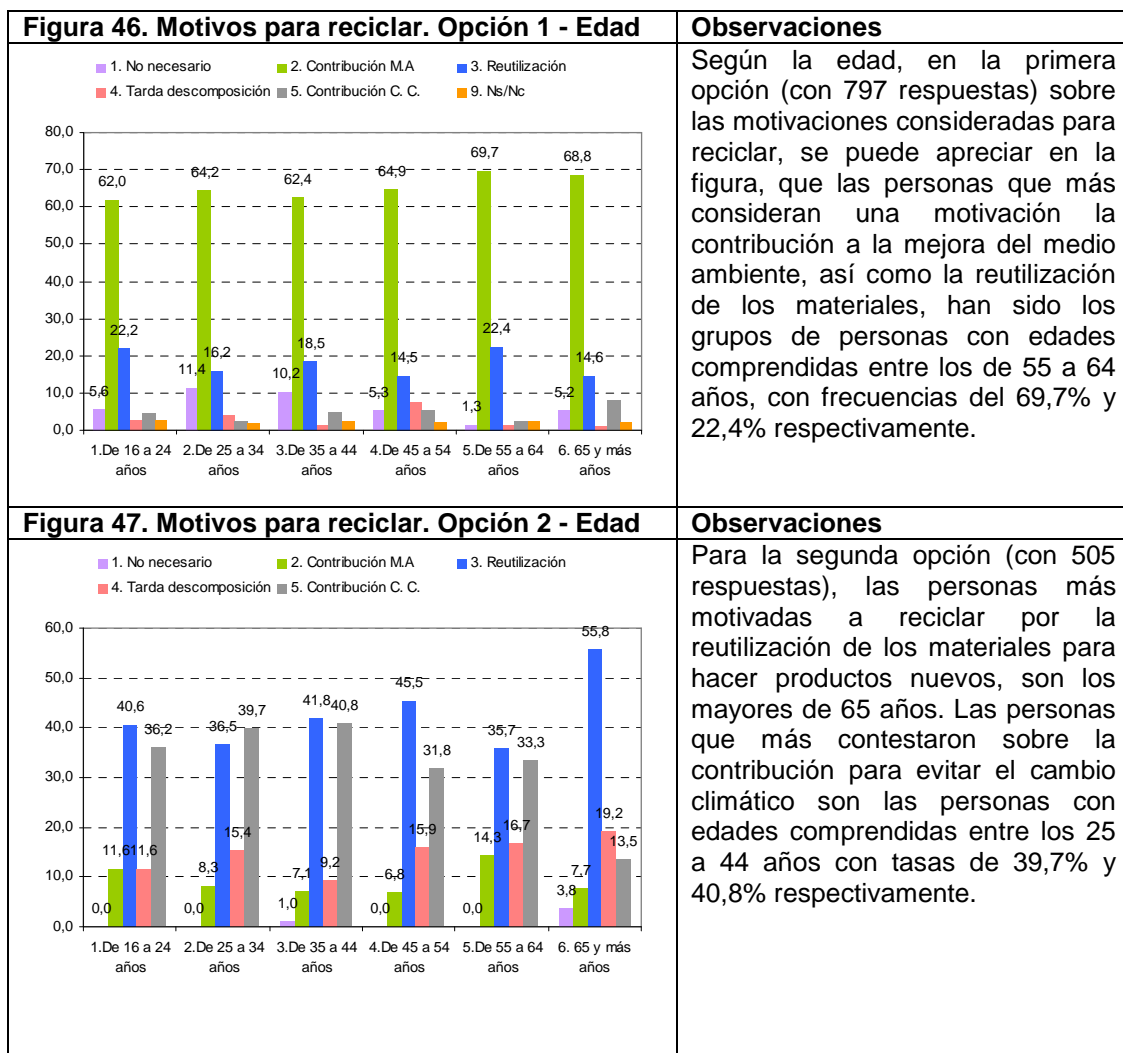 Figura 46. Motivos para reciclar. Opción 1 - Edad
1. No necesario 2. Contribución M.A 3. Reutilización
4. Tarda descomposición 5. Contribución C. C. 9. Ns/Nc
80,0
70,0
60,0
50,0
40,0
30,0
20,0
10,0
0,0
5,6 62,0 22,2
11,4 64,2 16,2
10,2 62,4 18,5
5,3 64,9 14,5
1,3 69,7 22,4
5,2 68,8 14,6
1.De 16 a 24 2.De 25 a 34 3.De 35 a 44 4.De 45 a 54 5.De 55 a 64 6. 65 y más
años años años años años años
Observaciones
Según la edad, en la primera
opción (con 797 respuestas) sobre
las motivaciones consideradas para
reciclar, se puede apreciar en la
figura, que las personas que más
consideran una motivación la
contribución a la mejora del medio
ambiente, así como la reutilización
de los materiales, han sido los
grupos de personas con edades
comprendidas entre los de 55 a 64
años, con frecuencias del 69,7% y
22,4% respectivamente.
Figura 47. Motivos para reciclar. Opción 2 - Edad
1. No necesario 2. Contribución M.A 3. Reutilización
4. Tarda descomposición 5. Contribución C. C.
60,0
50,0
40,0
30,0
20,0
10,0
0,0
0,0 11,6 40,6 11,6 36,2
0,0 8,3 36,5 15,4 39,7
1,0 7,1 41,8 9,2 40,8
0,0 6,8 45,5 15,9 31,8
0,0 14,3 35,7 16,7 33,3
3,8 7,7 55,8 19,2 13,5
1.De 16 a 24 2.De 25 a 34 3.De 35 a 44 4.De 45 a 54 5.De 55 a 64 6. 65 y más
años años años años años años
Observaciones
Para la segunda opción (con 505
respuestas), las personas más
motivadas a reciclar por la
reutilización de los materiales para
hacer productos nuevos, son los
mayores de 65 años. Las personas
que más contestaron sobre la
contribución para evitar el cambio
climático son las personas con
edades comprendidas entre los 25
a 44 años con tasas de 39,7% y
40,8% respectivamente.